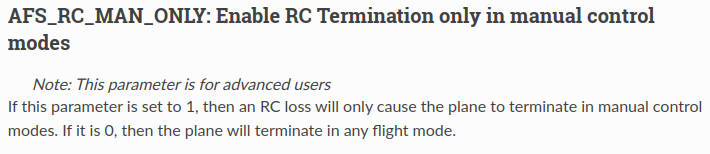 AFS_RC_MAN_ONLY: Enable RC Termination only in manual control
modes
Note: This parameter is for advanced users
If this parameter is set to 1, then an RC loss will only cause the plane to terminate in manual control
modes. If it is 0, then the plane will terminate in any flight mode.